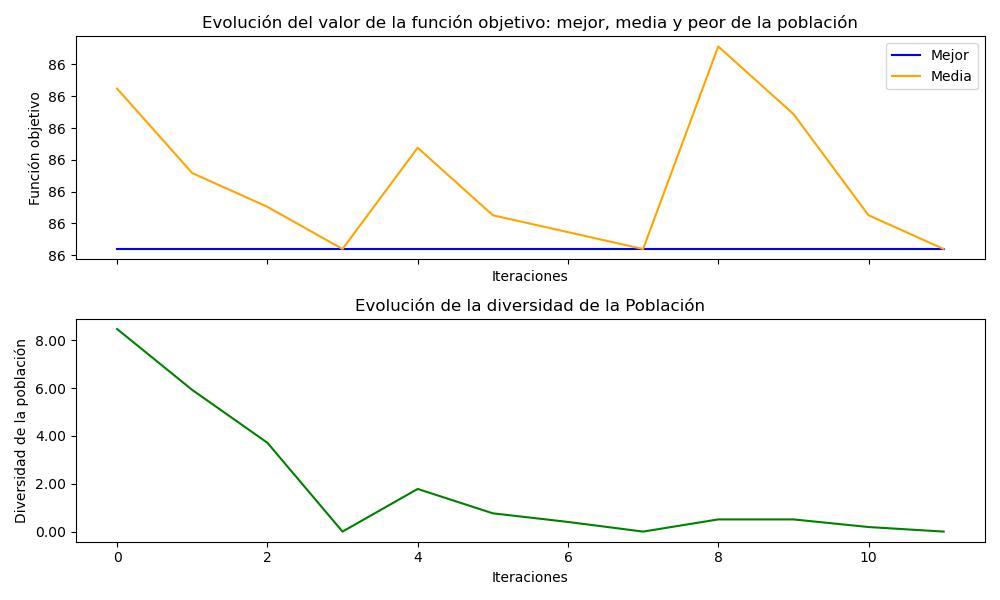 Evolución del valor de la función objetivo: mejor, media y peor de la población
Función objetivo
86
86
86
86
86
86
86
Mejor
Media
Iteraciones
Evolución de la diversidad de la Población
Diversidad de la población
8.00
6.00
4.00
2.00
0.00
0 2 4 6 8 10
Iteraciones